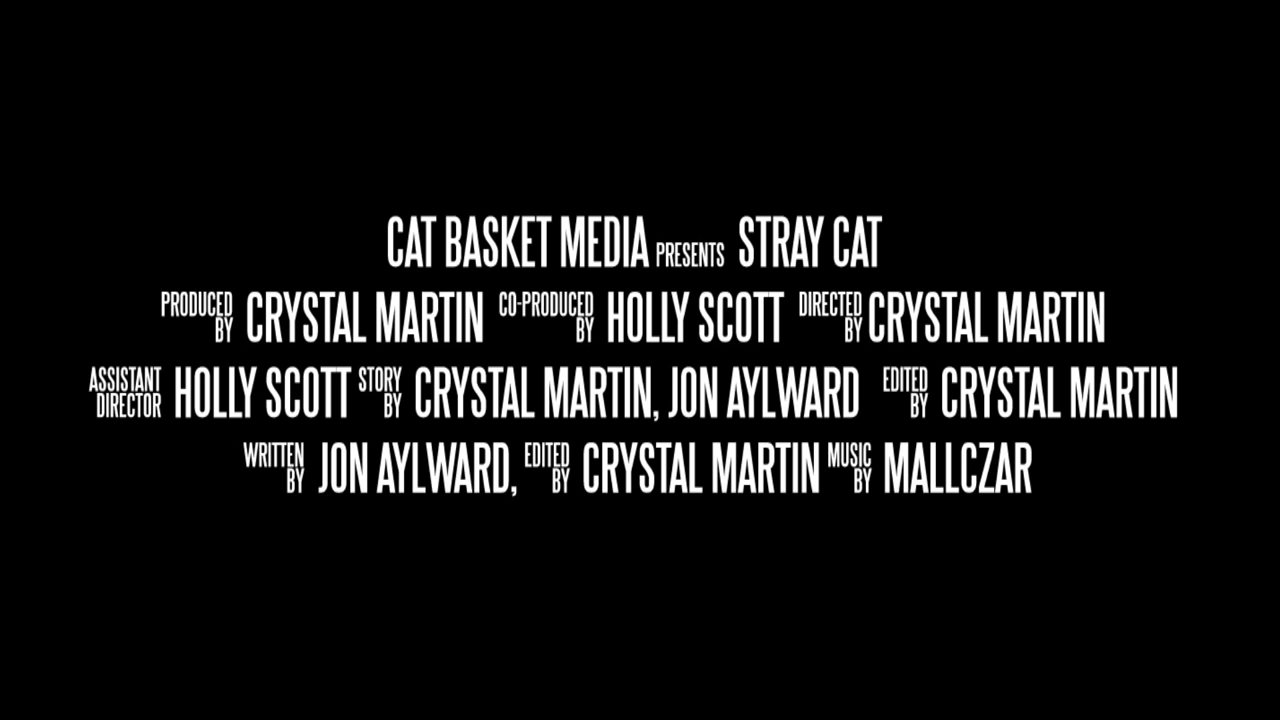 CAT BASKET MEDIA PRESENTS STRAY CAT
PRODUCED BY CRYSTAL MARTIN CO-PRODUCED BY HOLLY SCOTT DIRECTED BY CRYSTAL MARTIN
ASSISTANT DIRECTOR HOLLY SCOTT STORY BY CRYSTAL MARTIN, JON AYLWARD EDITED BY CRYSTAL MARTIN
WRITTEN BY JON AYLWARD, EDITED BY CRYSTAL MARTIN MUSIC BY MALLCZAR